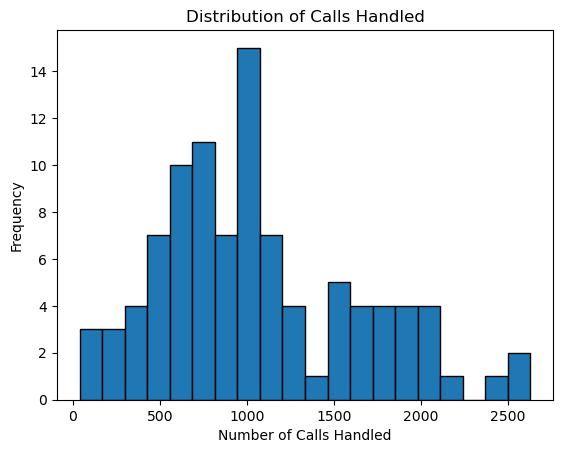 Distribution of Calls Handled
14
12
10
8
6
4
2
0
Frequency
0 500 1000 1500 2000 2500
Number of Calls Handled